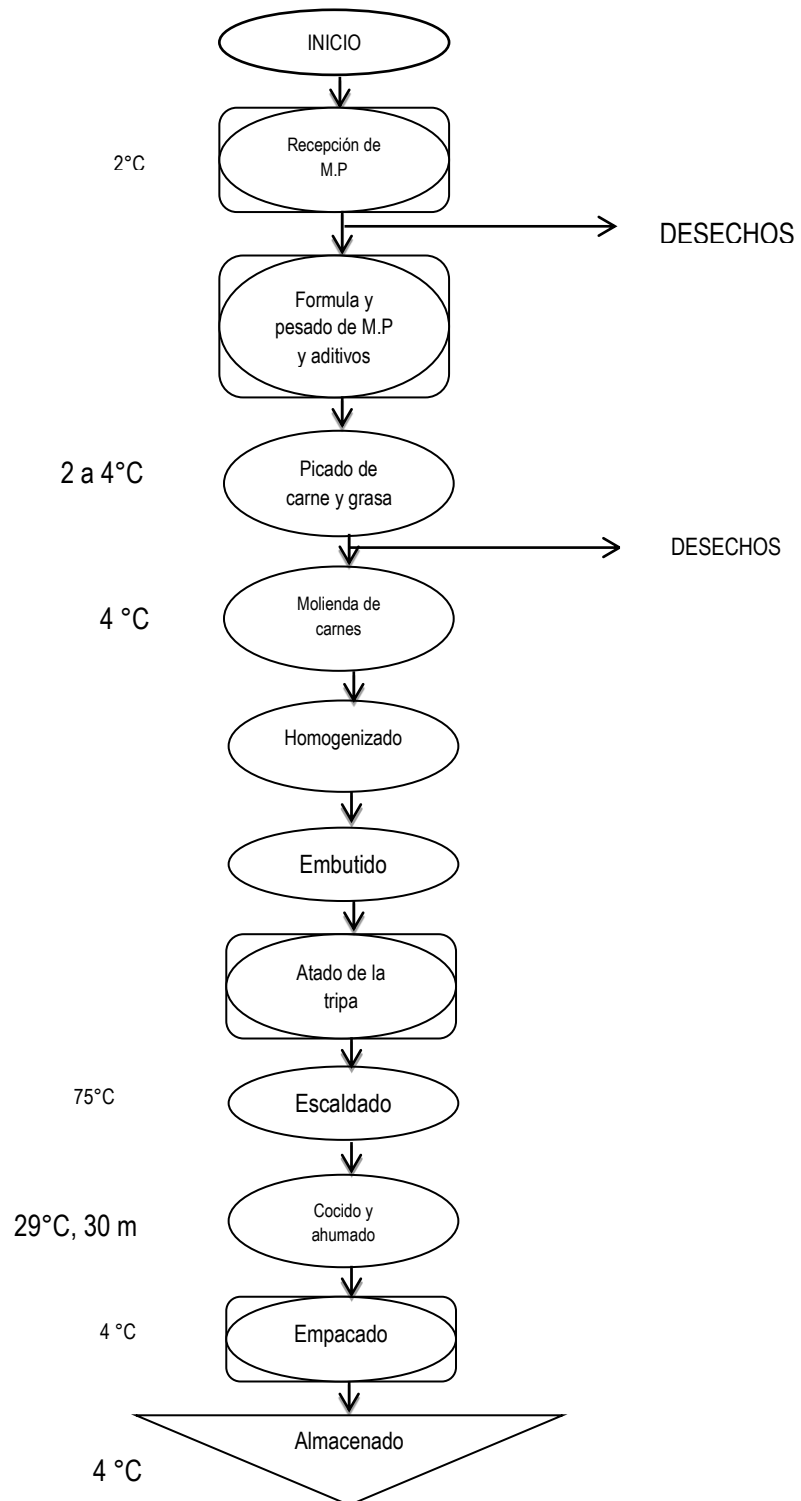 INICIO
Recepción de
M.P
2°C
DESECHOS
Formula y
pesado de M.P
y aditivos
2 a 4°C
Picado de
carne y grasa
DESECHOS
4 °C
Molienda de
carnes
Homogenizado
Embutido
Atado de la
tripa
75°C
Escaldado
29°C, 30 m
Cocido y
ahumado
4 °C
Empacado
Almacenado
4 °C